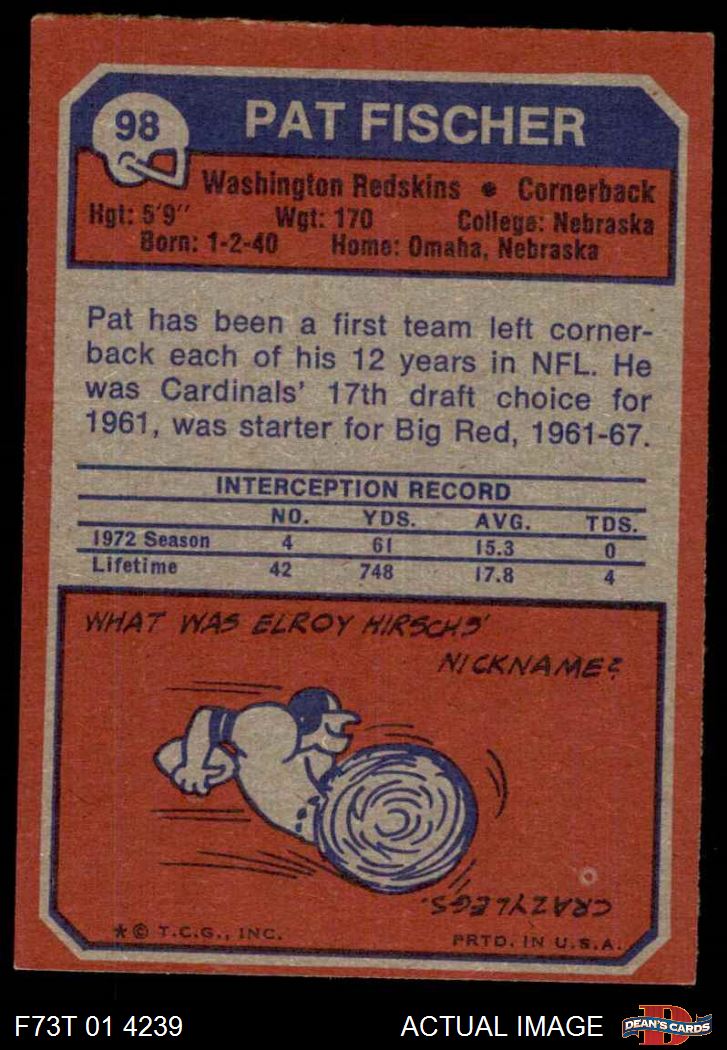 98
PAT FISCHER
Washington Redskins • Cornerback
Hgt: 5'9" Wgt: 170 College: Nebraska
Born: 1-2-40 Home: Omaha, Nebraska
Pat has been a first team left corner-
back each of his 12 years in NFL. He
was Cardinals' 17th draft choice for
1961, was starter for Big Red, 1961-67.
INTERCEPTION RECORD
NO. YDS. AVG. TDS.
1972 Season 4 61 15.3 0
Lifetime 42 748 17.8 4
WHAT WAS ELROY HIRSCHS'
NICKNAME?
CRAZYLEGS.
*© T.C.G., INC. PRTD. IN U.S.A.
F73T 01 4239 ACTUAL IMAGE
D
DEAN'S CARDS